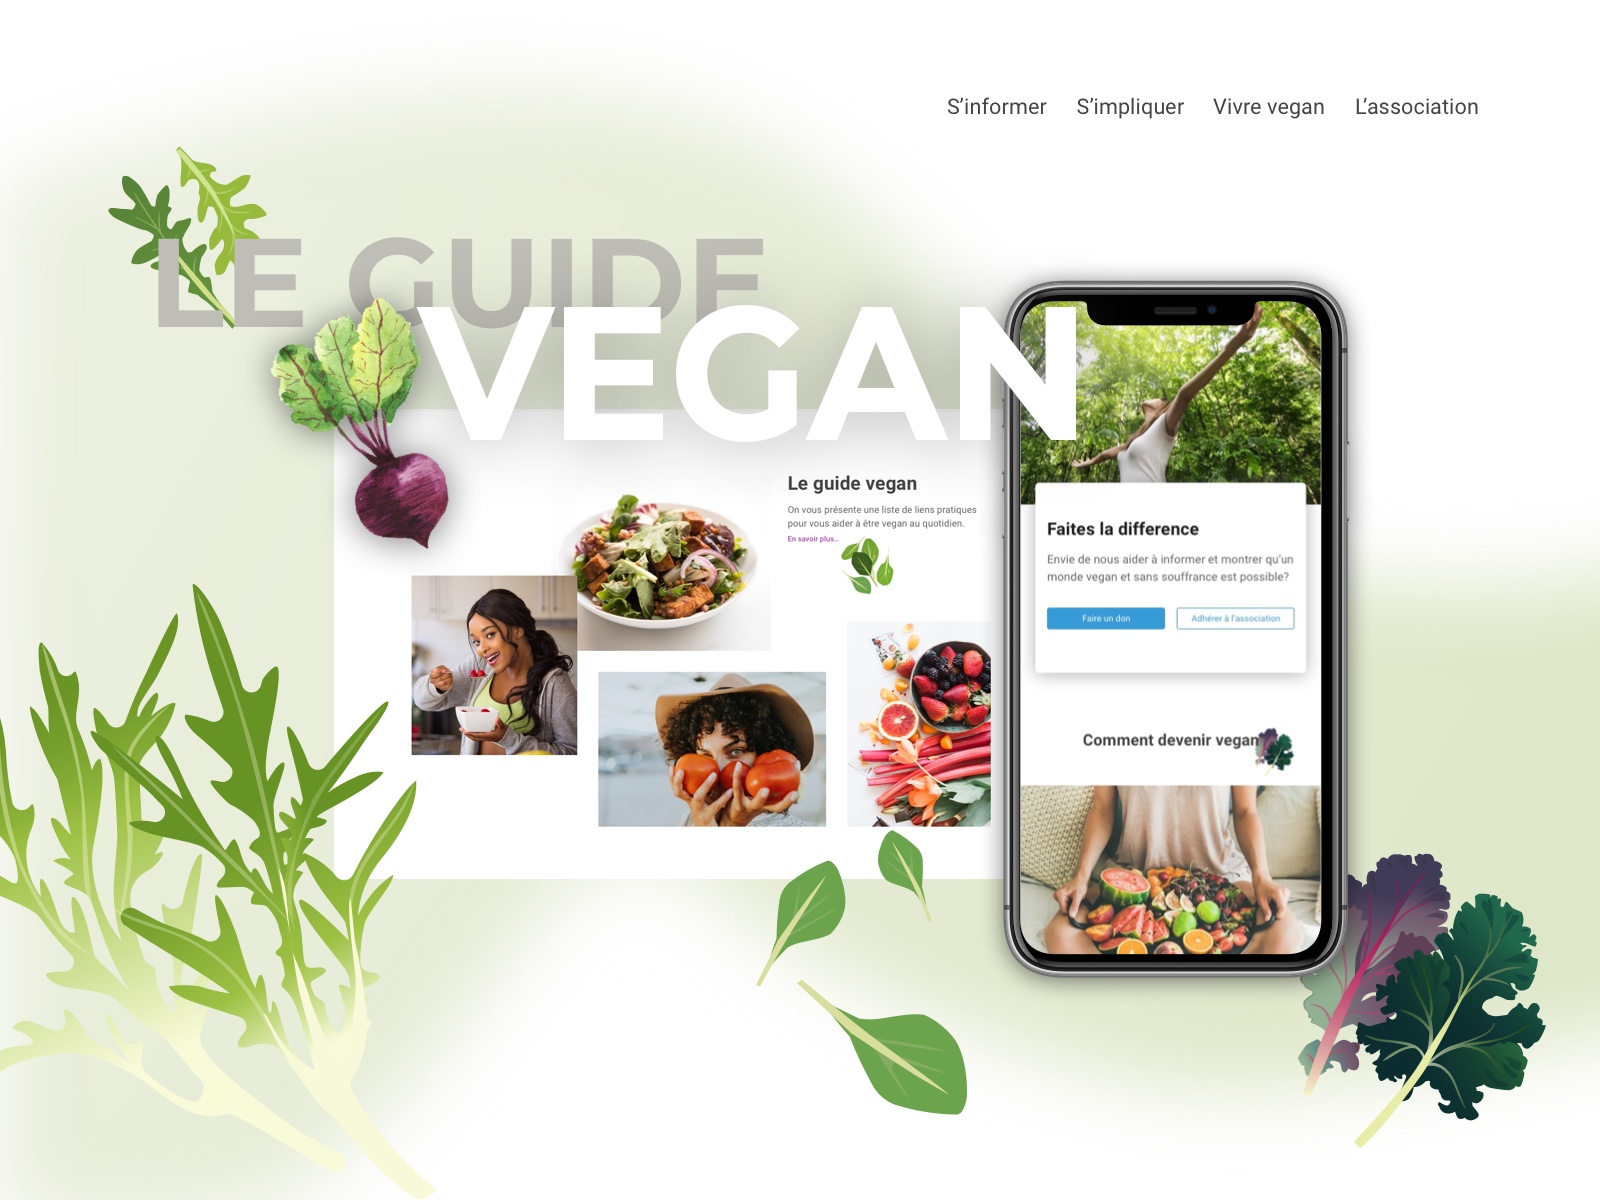 S'informer S'impliquer Vivre vegan L'association
LE GUIDE
VEGAN
Le guide vegan
On vous présente une liste de liens pratiques
pour vous aider à être vegan au quotidien.
En savoir plus...
Faites la difference
Envie de nous aider à informer et montrer qu'un
monde vegan et sans souffrance est possible?
Faire un don
Adhérer à l'association
Comment devenir vegan